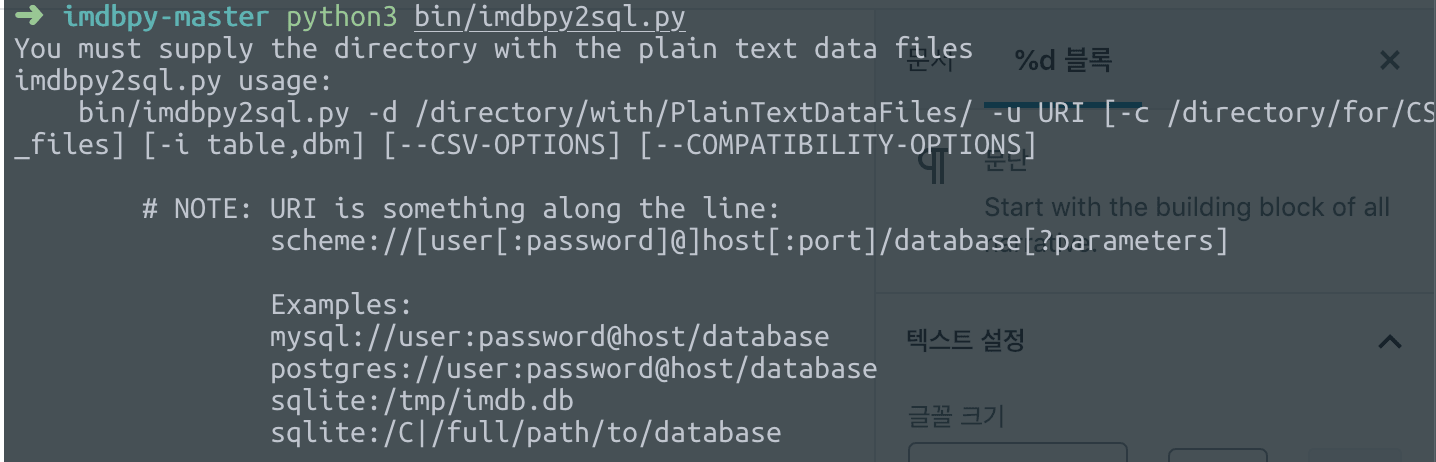 ➜ imdbpy-master python3 bin/imdbpy2sql.py
You must supply the directory with the plain text data files
imdbpy2sql.py usage:
bin/imdbpy2sql.py -d /directory/with/PlainTextDataFiles/ -u URI [-c /directory/for/CS
_files] [-i table,dbm] [--CSV-OPTIONS] [--COMPATIBILITY-OPTIONS]
# NOTE: URI is something along the line:
scheme://[user[:password]@]host[:port]/database[?parameters]
Examples:
mysql://user:password@host/database
postgres://user:password@host/database
sqlite:/tmp/imdb.db
sqlite:/C|/full/path/to/database
문서 %d 블록
문단
Start with the building block of all
narrative.
텍스트 설정
글꼴 크기